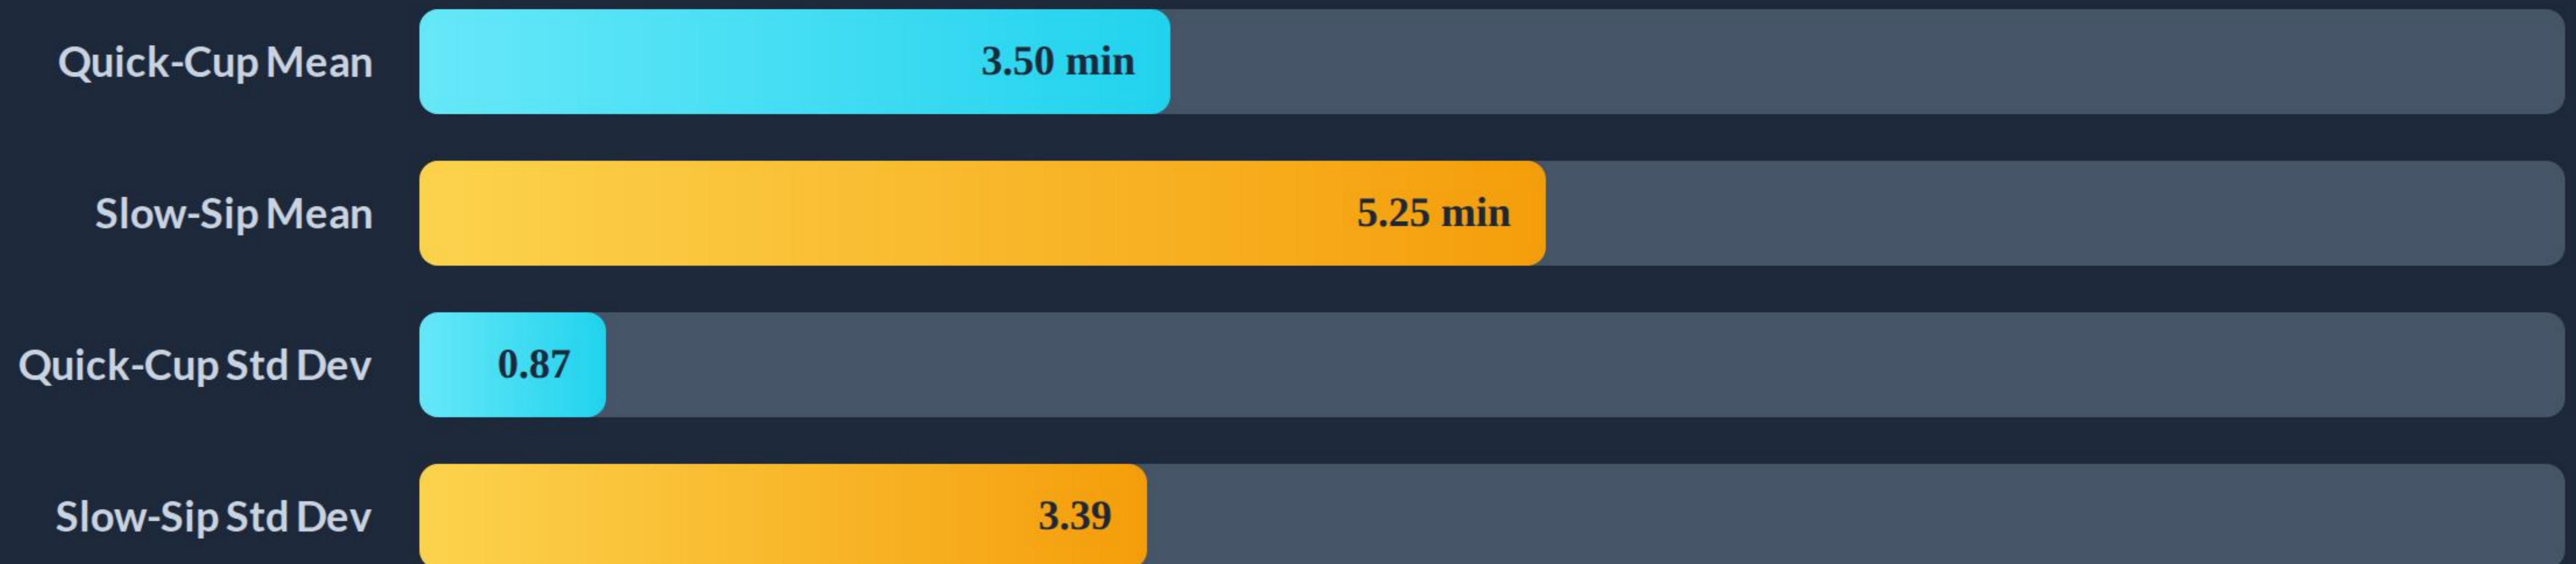 Quick-Cup Mean 3.50 min
Slow-Sip Mean 5.25 min
Quick-Cup Std Dev 0.87
Slow-Sip Std Dev 3.39